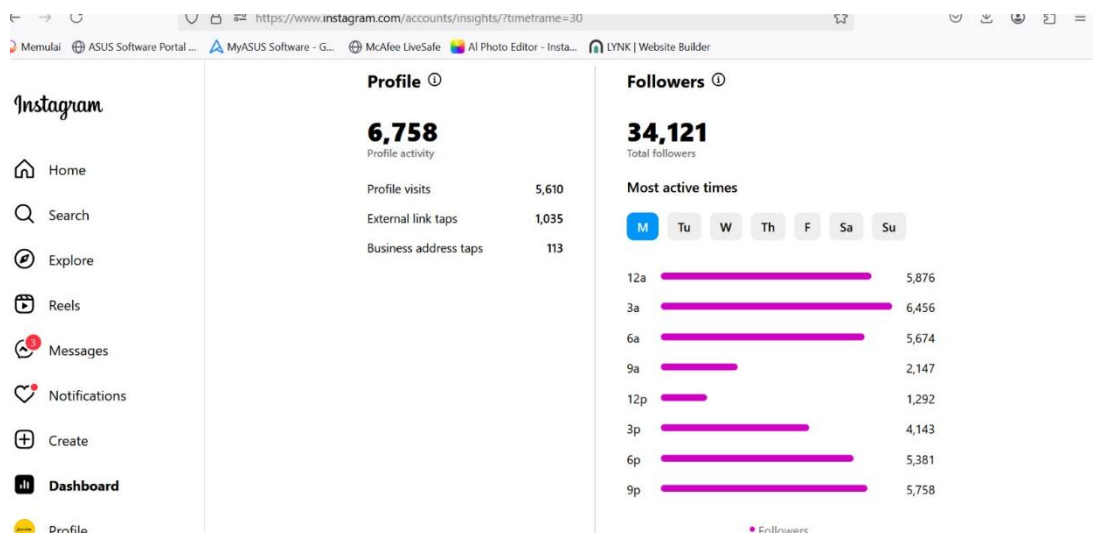 https://www.instagram.com/accounts/insights/?timeframe=30
Memulai ASUS Software Portal ... MyASUS Software - G... McAfee LiveSafe AI Photo Editor - Insta... LYNK | Website Builder
Instagram
Home
Search
Explore
Reels
3
Messages
Notifications
Create
Dashboard
Profile
Profile
6,758
Profile activity
Profile visits 5,610
External link taps 1,035
Business address taps 113
Followers
34,121
Total followers
Most active times
M Tu W Th F Sa Su
12a 5,876
3a 6,456
6a 5,674
9a 2,147
12p 1,292
3p 4,143
6p 5,381
9p 5,758
Followers